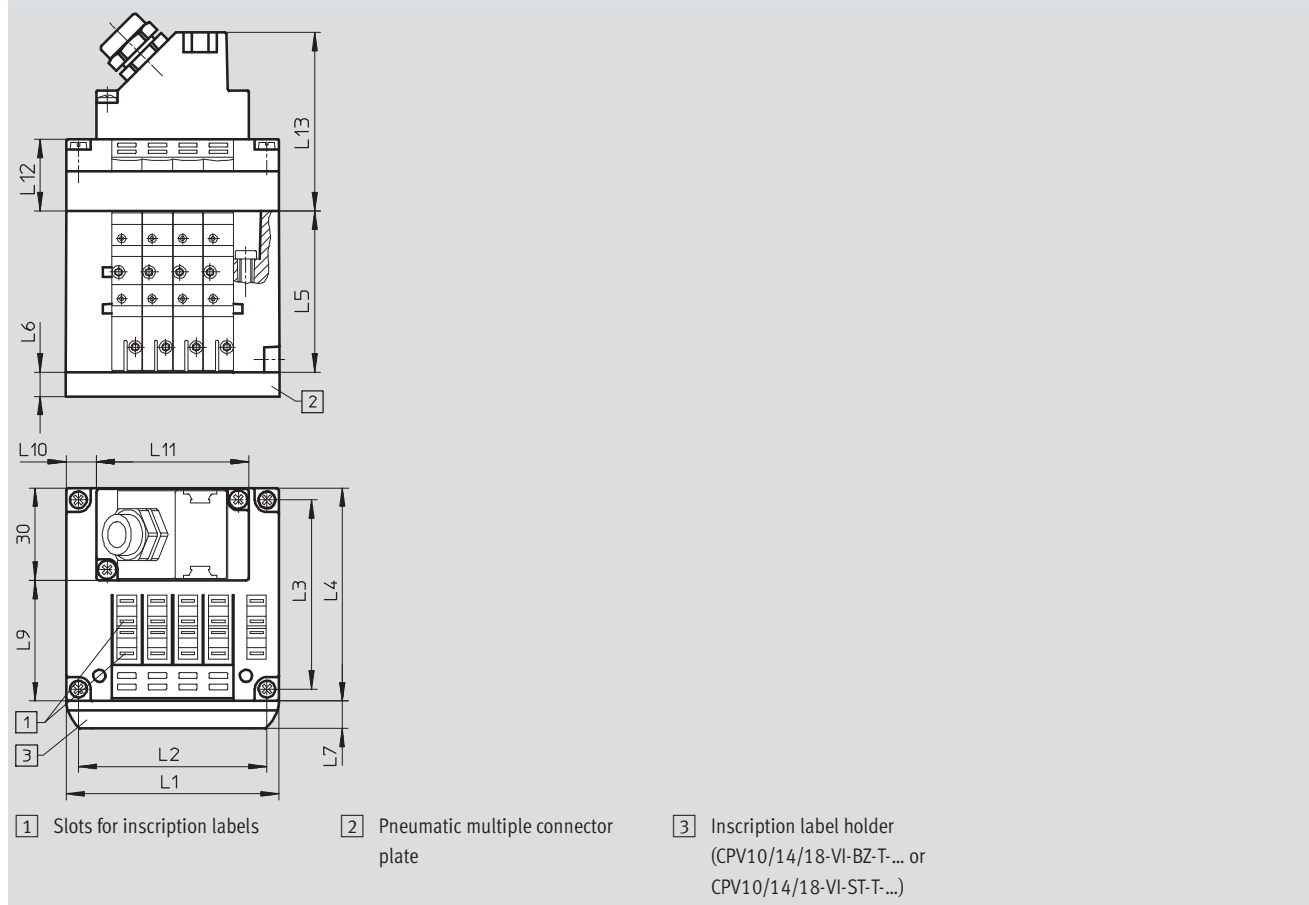 L13
L12
L5
L6
2
L10
L11
30
L3
L4
L9
1
3
L2
L7
L1
1 Slots for inscription labels
2 Pneumatic multiple connector
plate
3 Inscription label holder
(CPV10/14/18-VI-BZ-T-... or
CPV10/14/18-VI-ST-T-...)